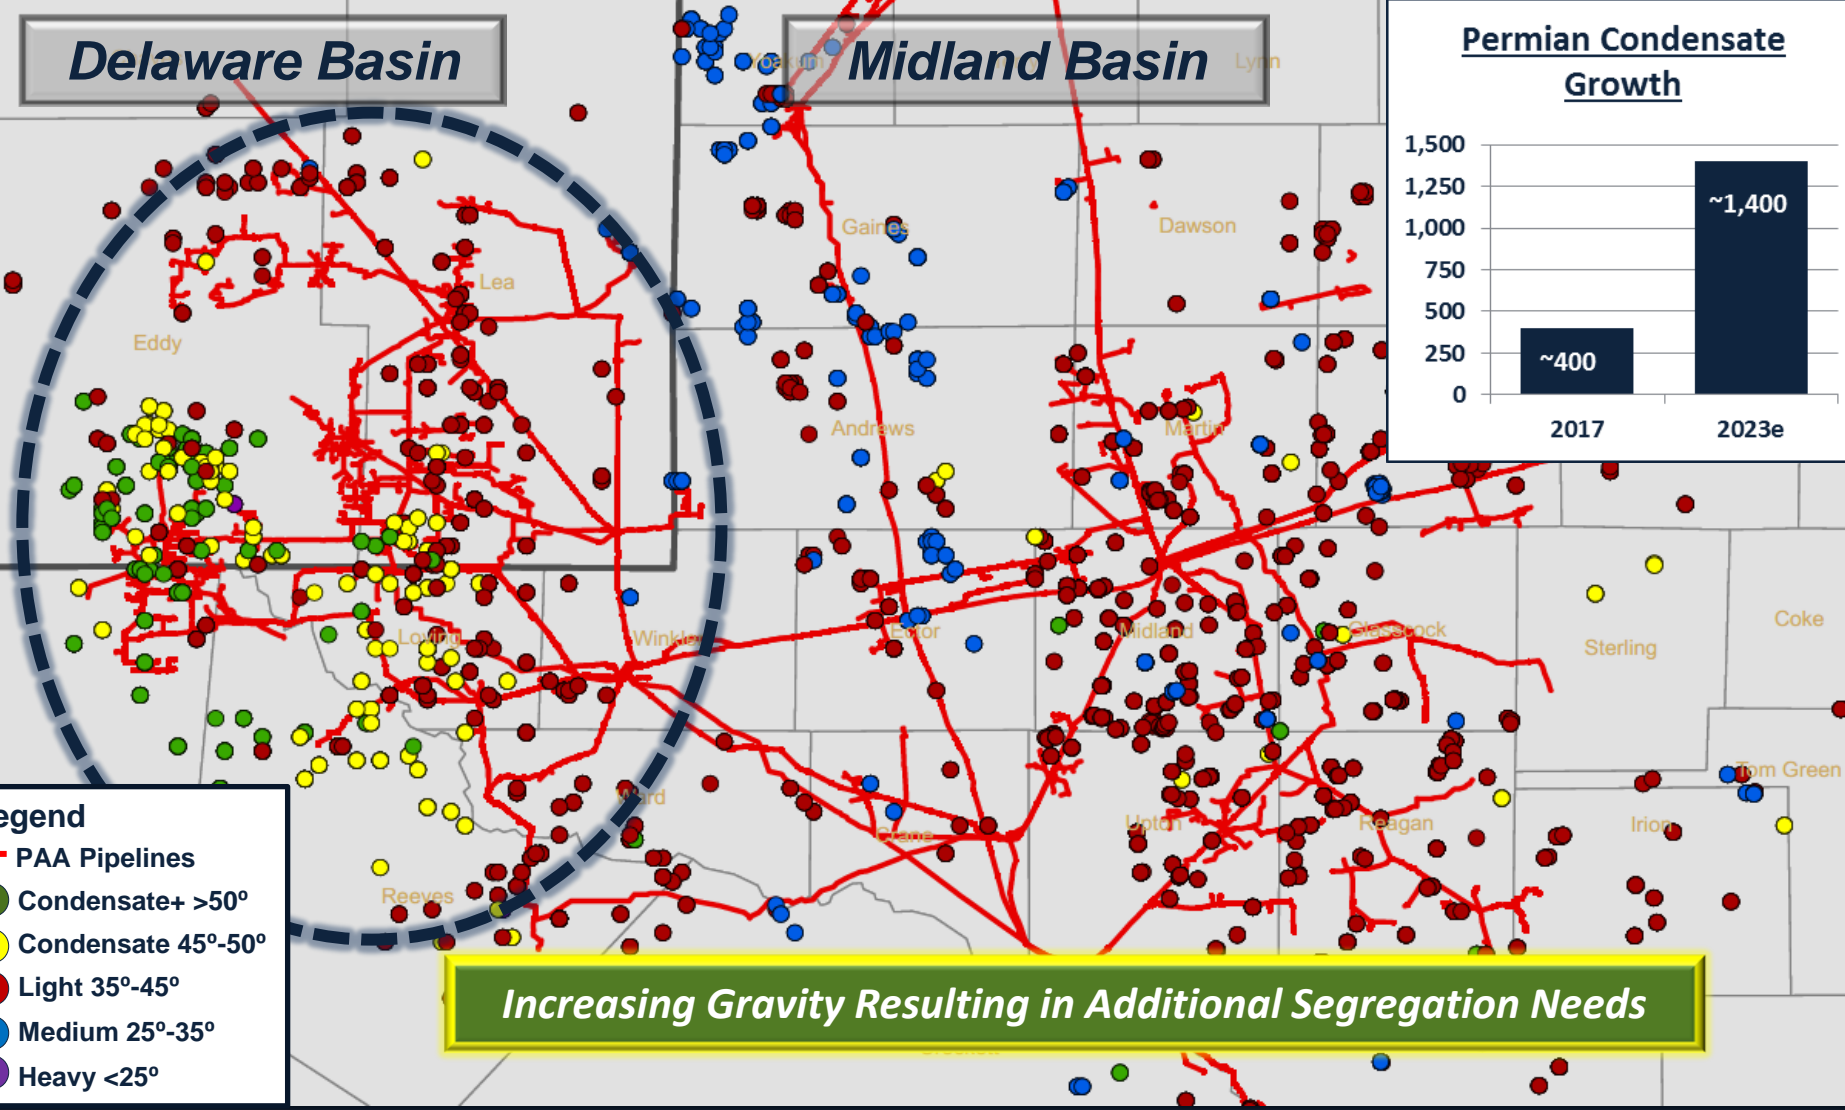 Delaware Basin
Midland Basin
Permian Condensate
Growth
1,500
1,250
1,000
750
500
250
0
~400
~1,400
2017
2023e
Yoakum
Lynn
Gaines
Dawson
Lea
Eddy
Andrews
Martin
Loving
Winkler
Ector
Midland
Glasscock
Sterling
Coke
Ward
Crane
Upton
Reagan
Irion
Tom Green
Reeves
egend
PAA Pipelines
Condensate+ >50º
Condensate 45º-50º
Light 35º-45º
Medium 25º-35º
Heavy <25º
Increasing Gravity Resulting in Additional Segregation Needs